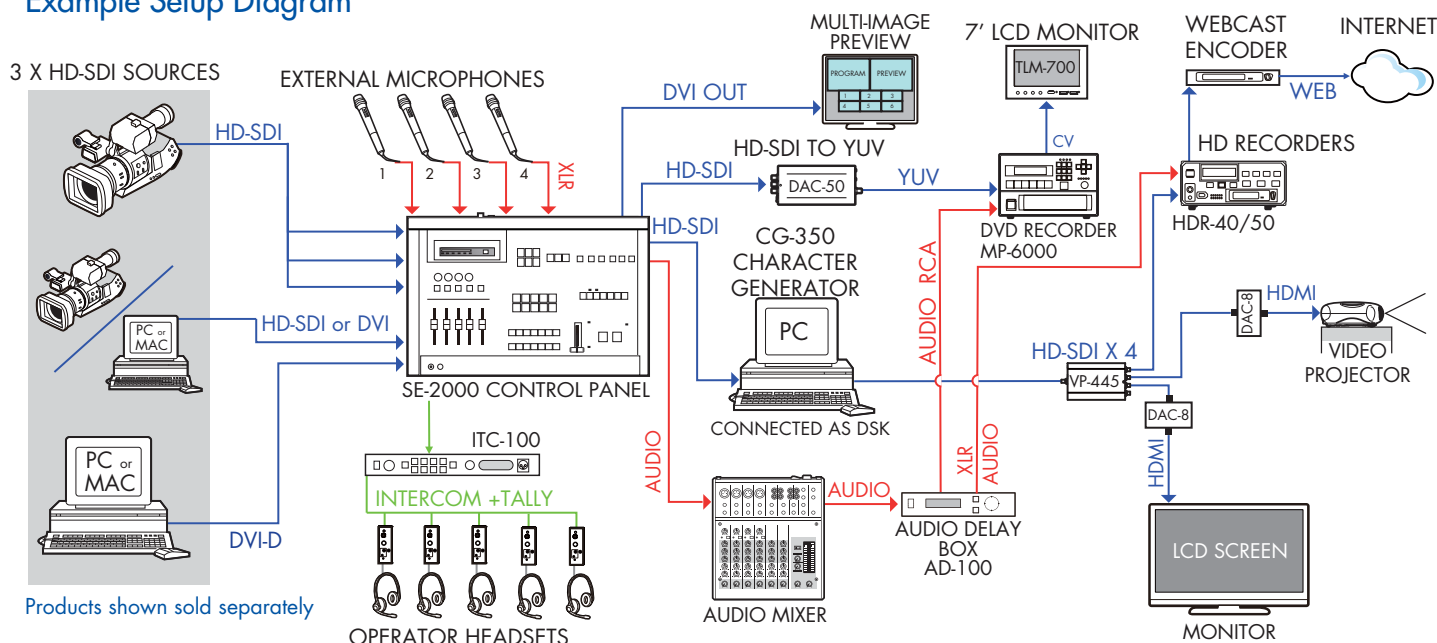 Example Setup Diagram
3 X HD-SDI SOURCES
HD-SDI
PC or
MAC
HD-SDI or DVI
PC or
MAC
DVI-D
Products shown sold separately
EXTERNAL MICROPHONES
1 2 3 4
XLR
SE-2000 CONTROL PANEL
ITC-100
INTERCOM +TALLY
OPERATOR HEADSETS
DVI OUT
MULTI-IMAGE
PREVIEW
PROGRAM PREVIEW
1 2 3
4 5 6
HD-SDI
HD-SDI TO YUV
DAC-50
YUV
7’ LCD MONITOR
TLM-700
CV
DVD RECORDER
MP-6000
HD-SDI
CG-350
CHARACTER
GENERATOR
PC
CONNECTED AS DSK
AUDIO
AUDIO MIXER
AUDIO
AUDIO DELAY
BOX
AD-100
AUDIO RCA
XLR
AUDIO
WEBCAST
ENCODER
WEB
INTERNET
HD RECORDERS
HDR-40/50
HD-SDI X 4
VP-445
DAC-8
HDMI
VIDEO
PROJECTOR
DAC-8
HDMI
LCD SCREEN
MONITOR